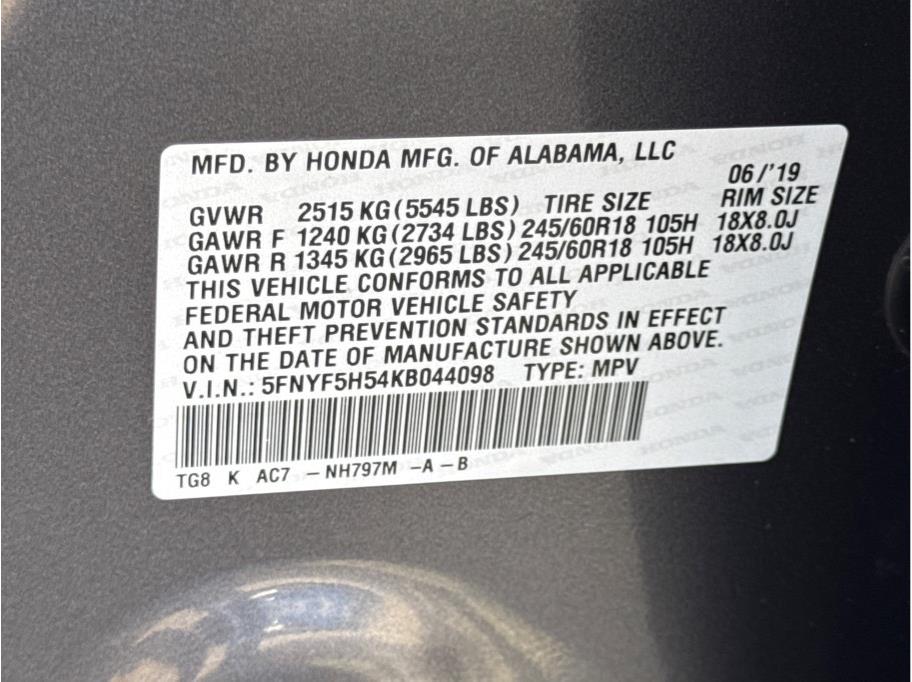 MFD. BY HONDA MFG. OF ALABAMA, LLC
06/'19
GVWR 2515 KG (5545 LBS) TIRE SIZE RIM SIZE
GAWR F 1240 KG (2734 LBS) 245/60R18 105H 18X8.0J
GAWR R 1345 KG (2965 LBS) 245/60R18 105H 18X8.0J
THIS VEHICLE CONFORMS TO ALL APPLICABLE
FEDERAL MOTOR VEHICLE SAFETY
AND THEFT PREVENTION STANDARDS IN EFFECT
ON THE DATE OF MANUFACTURE SHOWN ABOVE.
V.I.N.: 5FNYF5H54KB044098 TYPE: MPV
TG8 K AC7 – NH797M – A – B